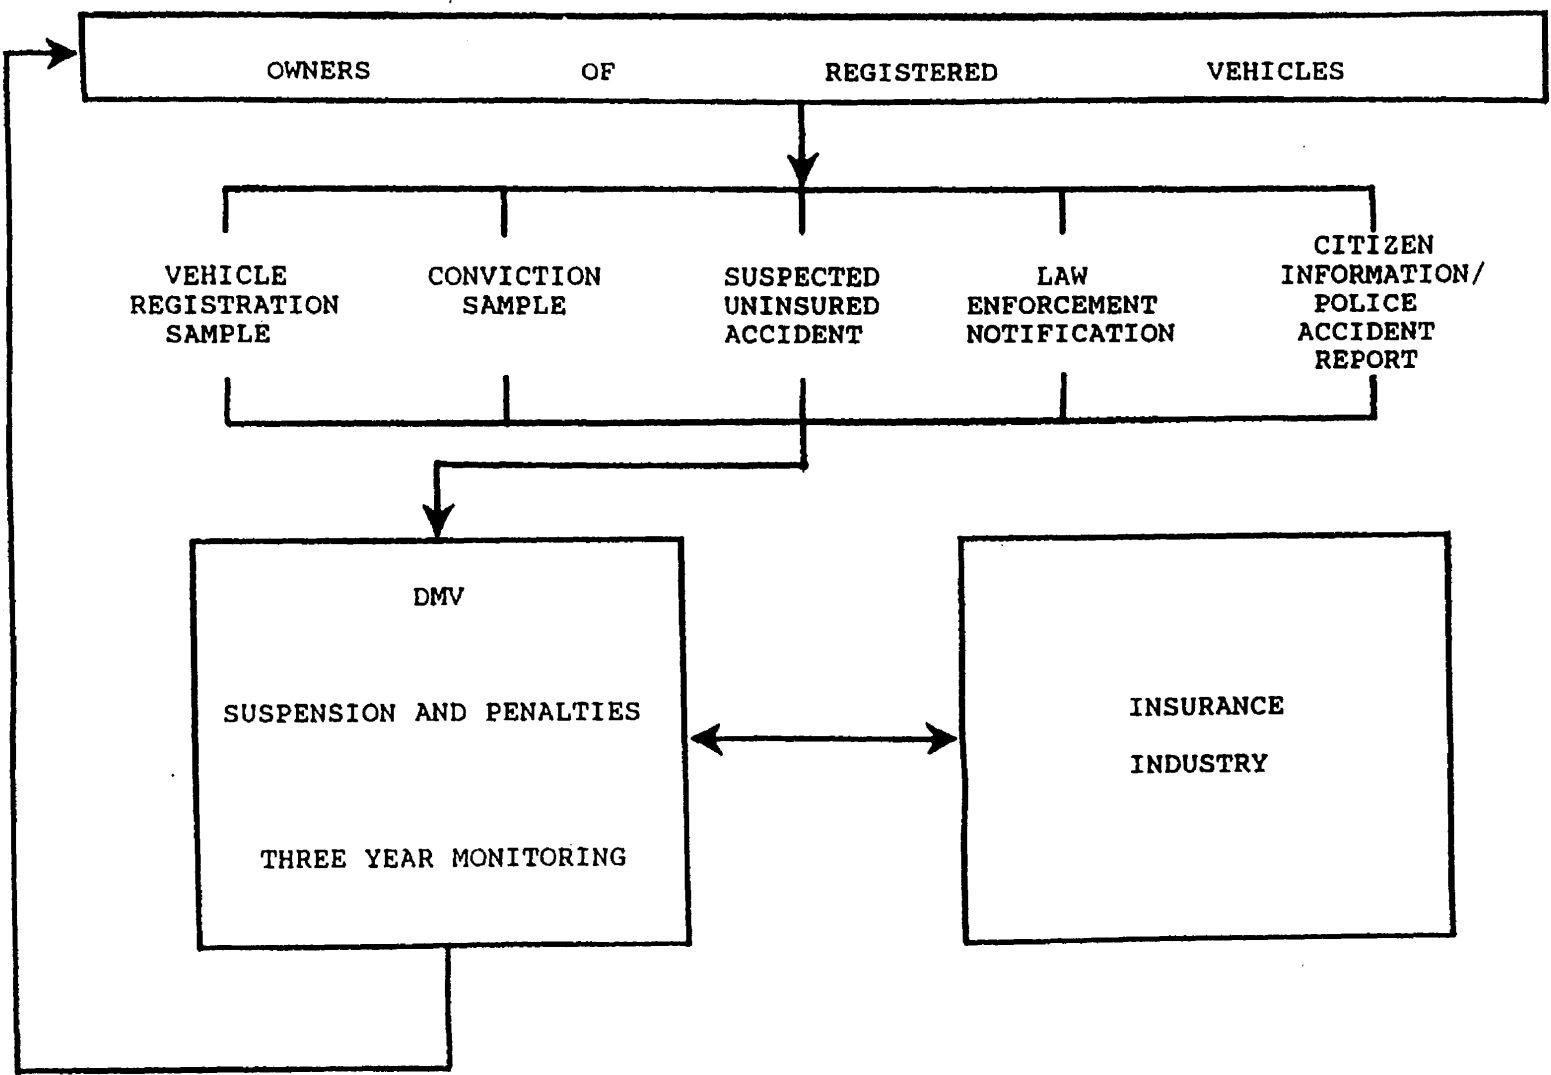 OWNERS OF REGISTERED VEHICLES
VEHICLE
REGISTRATION
SAMPLE
CONVICTION
SAMPLE
SUSPECTED
UNINSURED
ACCIDENT
LAW
ENFORCEMENT
NOTIFICATION
CITIZEN
INFORMATION/
POLICE
ACCIDENT
REPORT
DMV
SUSPENSION AND PENALTIES
THREE YEAR MONITORING
INSURANCE
INDUSTRY